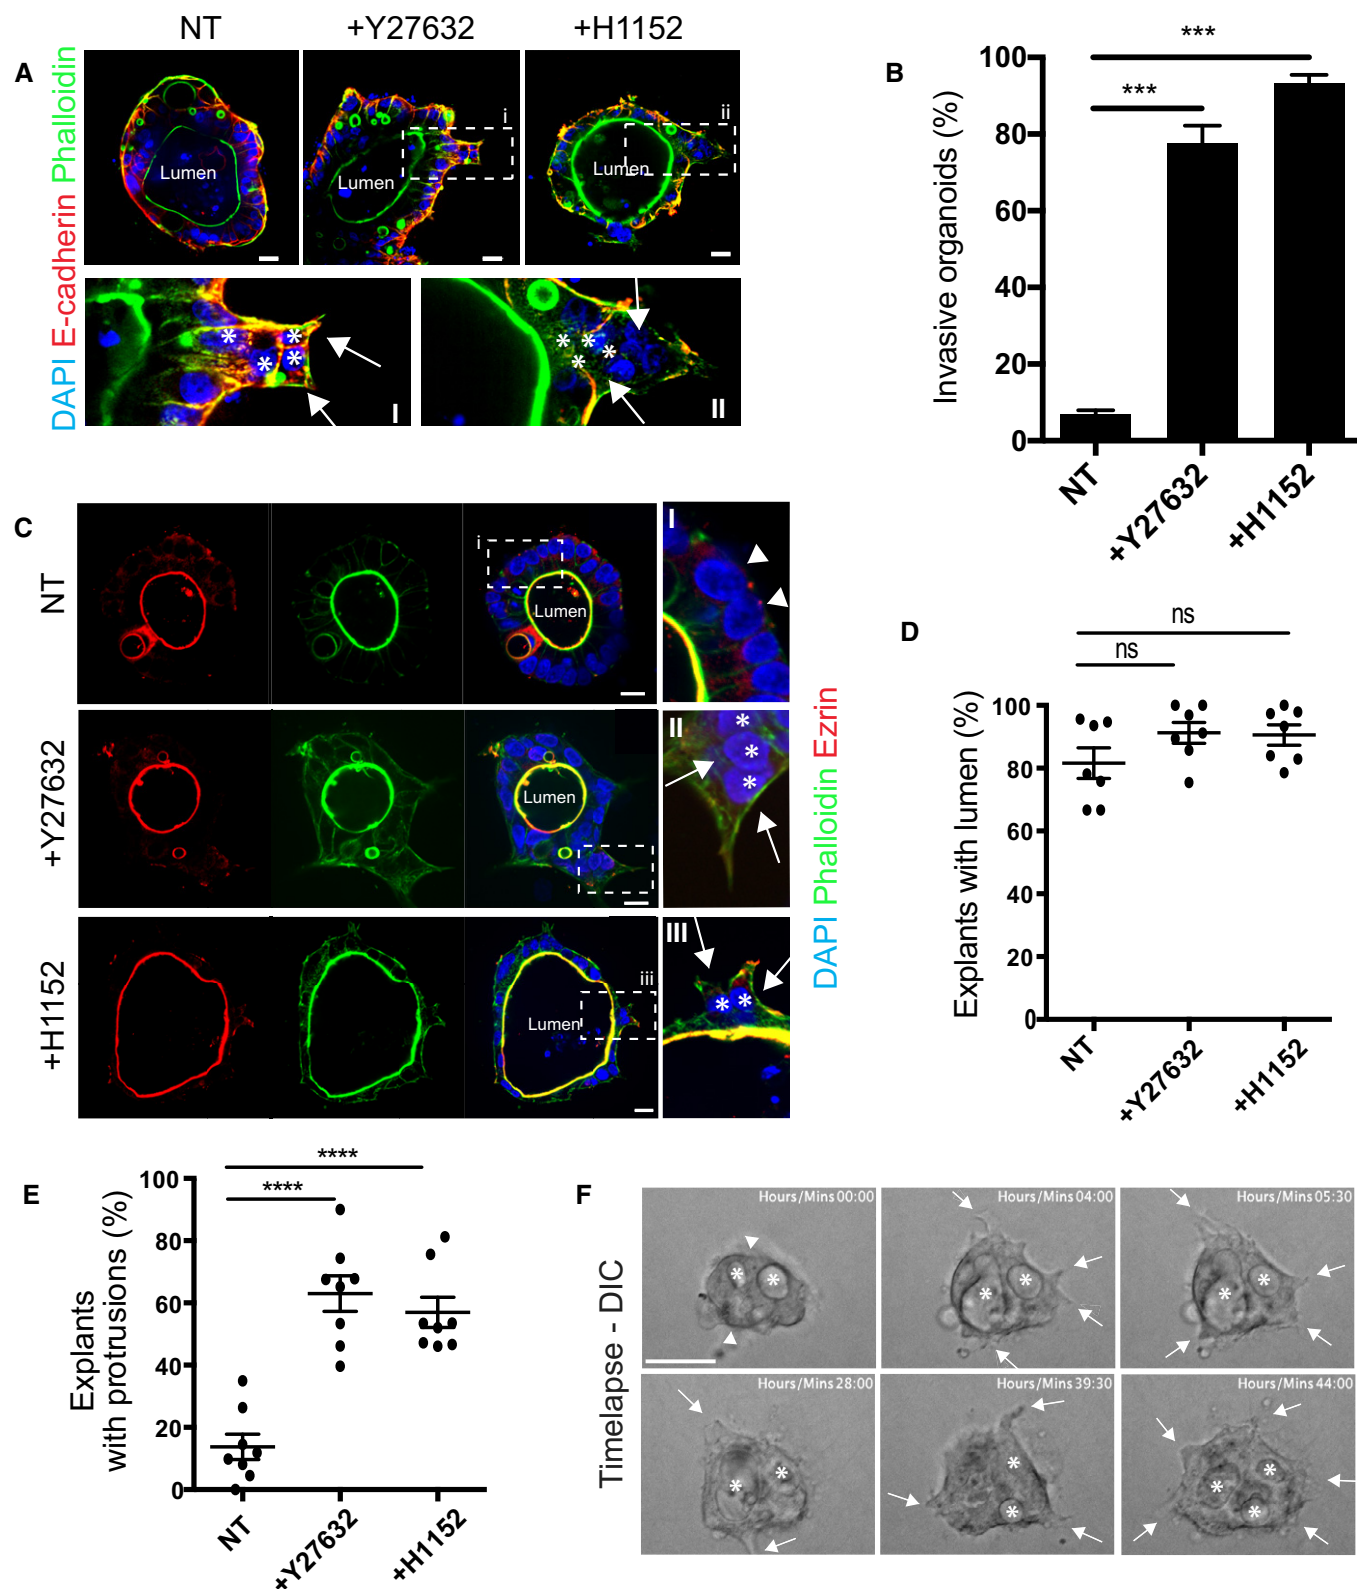 NT
+Y27632
+H1152
A
DAPI E-cadherin Phalloidin
Lumen
i
Lumen
ii
Lumen
* * * *
I
* * * *
II
B
***
***
Invasive organoids (%)
100
80
60
40
20
0
NT
+Y27632
+H1152
C
NT
i
Lumen
I
+Y27632
Lumen
II
* * *
+H1152
iii
Lumen
III
* *
DAPI Phalloidin Ezrin
D
ns
ns
Explants with lumen (%)
100
80
60
40
20
0
NT
+Y27632
+H1152
E
****
****
Explants
with protrusions (%)
100
80
60
40
20
0
NT
+Y27632
+H1152
F
Timelapse - DIC
Hours/Mins 00:00
* *
Hours/Mins 04:00
* *
Hours/Mins 05:30
* *
Hours/Mins 28:00
* *
Hours/Mins 39:30
* *
Hours/Mins 44:00
* * *